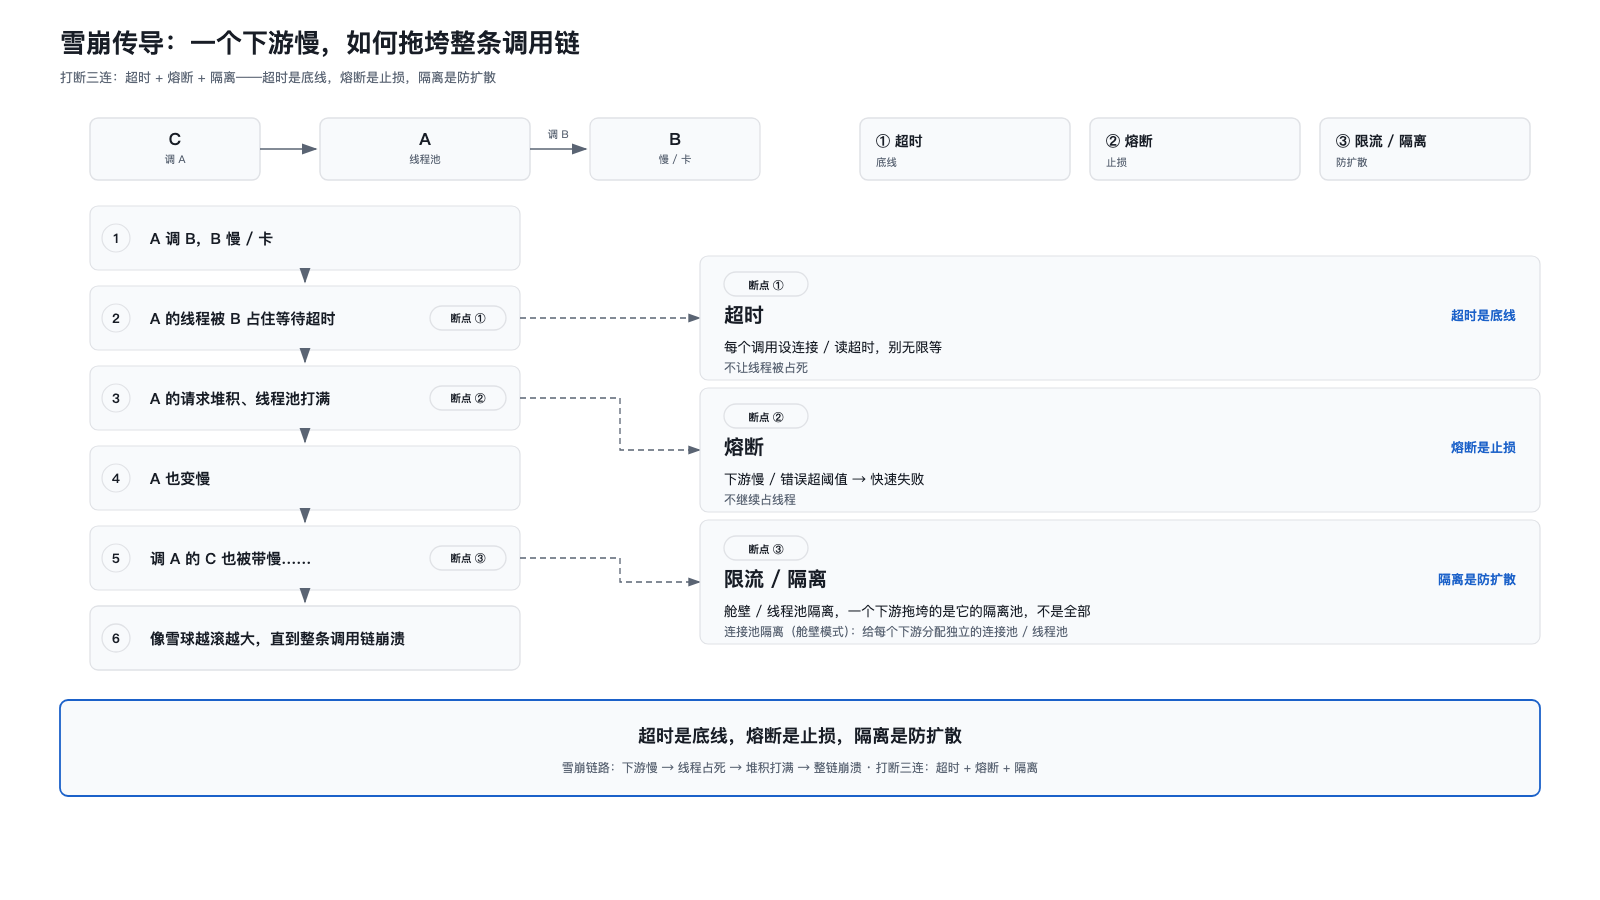 雪崩传导：一个下游慢，如何拖垮整条调用链
打断三连：超时 + 熔断 + 隔离——超时是底线，熔断是止损，隔离是防扩散
C
调 A
A
线程池
调 B
B
慢 / 卡
① 超时
底线
② 熔断
止损
③ 限流 / 隔离
防扩散
1 A 调 B，B 慢 / 卡
2 A 的线程被 B 占住等待超时 断点 ①
3 A 的请求堆积、线程池打满 断点 ②
4 A 也变慢
5 调 A 的 C 也被带慢…… 断点 ③
6 像雪球越滚越大，直到整条调用链崩溃
断点 ①
超时
超时是底线
每个调用设连接 / 读超时，别无限等
不让线程被占死
断点 ②
熔断
熔断是止损
下游慢 / 错误超阈值 → 快速失败
不继续占线程
断点 ③
限流 / 隔离
隔离是防扩散
舱壁 / 线程池隔离，一个下游拖垮的是它的隔离池，不是全部
连接池隔离（舱壁模式）：给每个下游分配独立的连接池 / 线程池
超时是底线，熔断是止损，隔离是防扩散
雪崩链路：下游慢 → 线程占死 → 堆积打满 → 整链崩溃 · 打断三连：超时 + 熔断 + 隔离